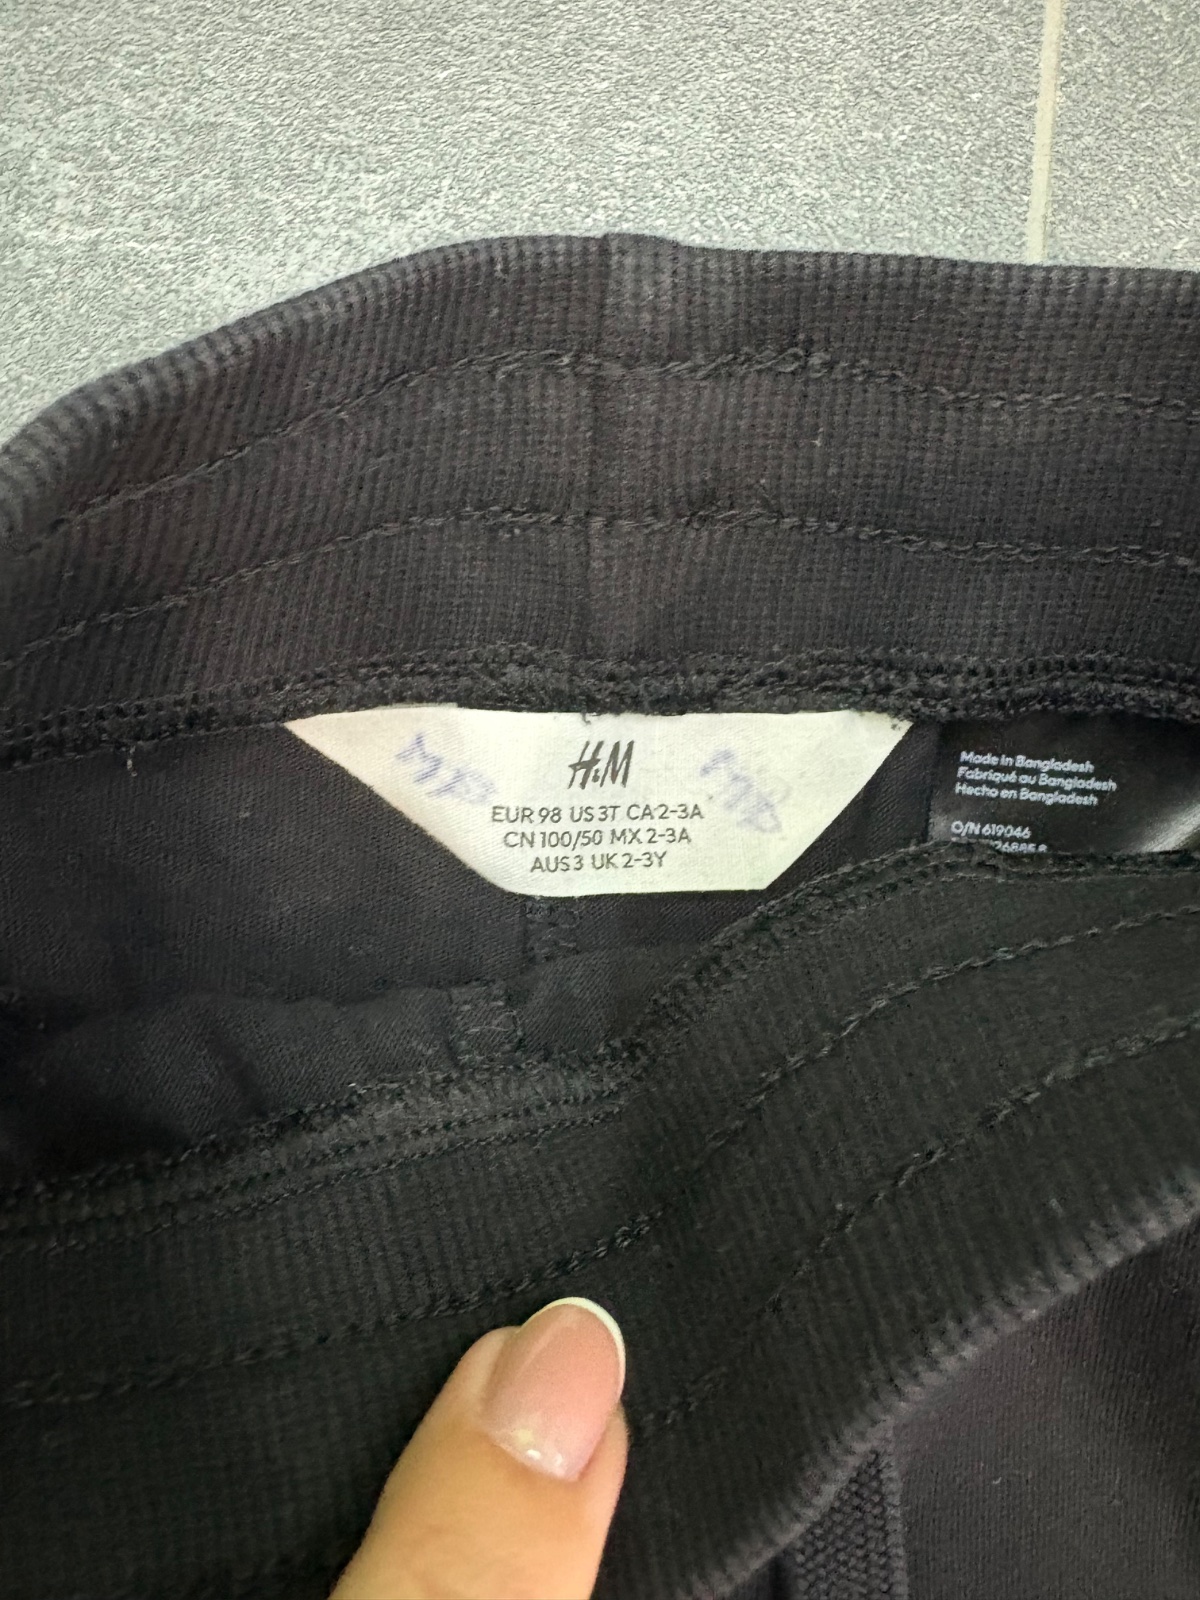 H&M
EUR 98 US 3T CA 2-3A
CN 100/50 MX 2-3A
AUS 3 UK 2-3Y
Made in Bangladesh
Fabriqué au Bangladesh
Hecho en Bangladesh
O/N 619046